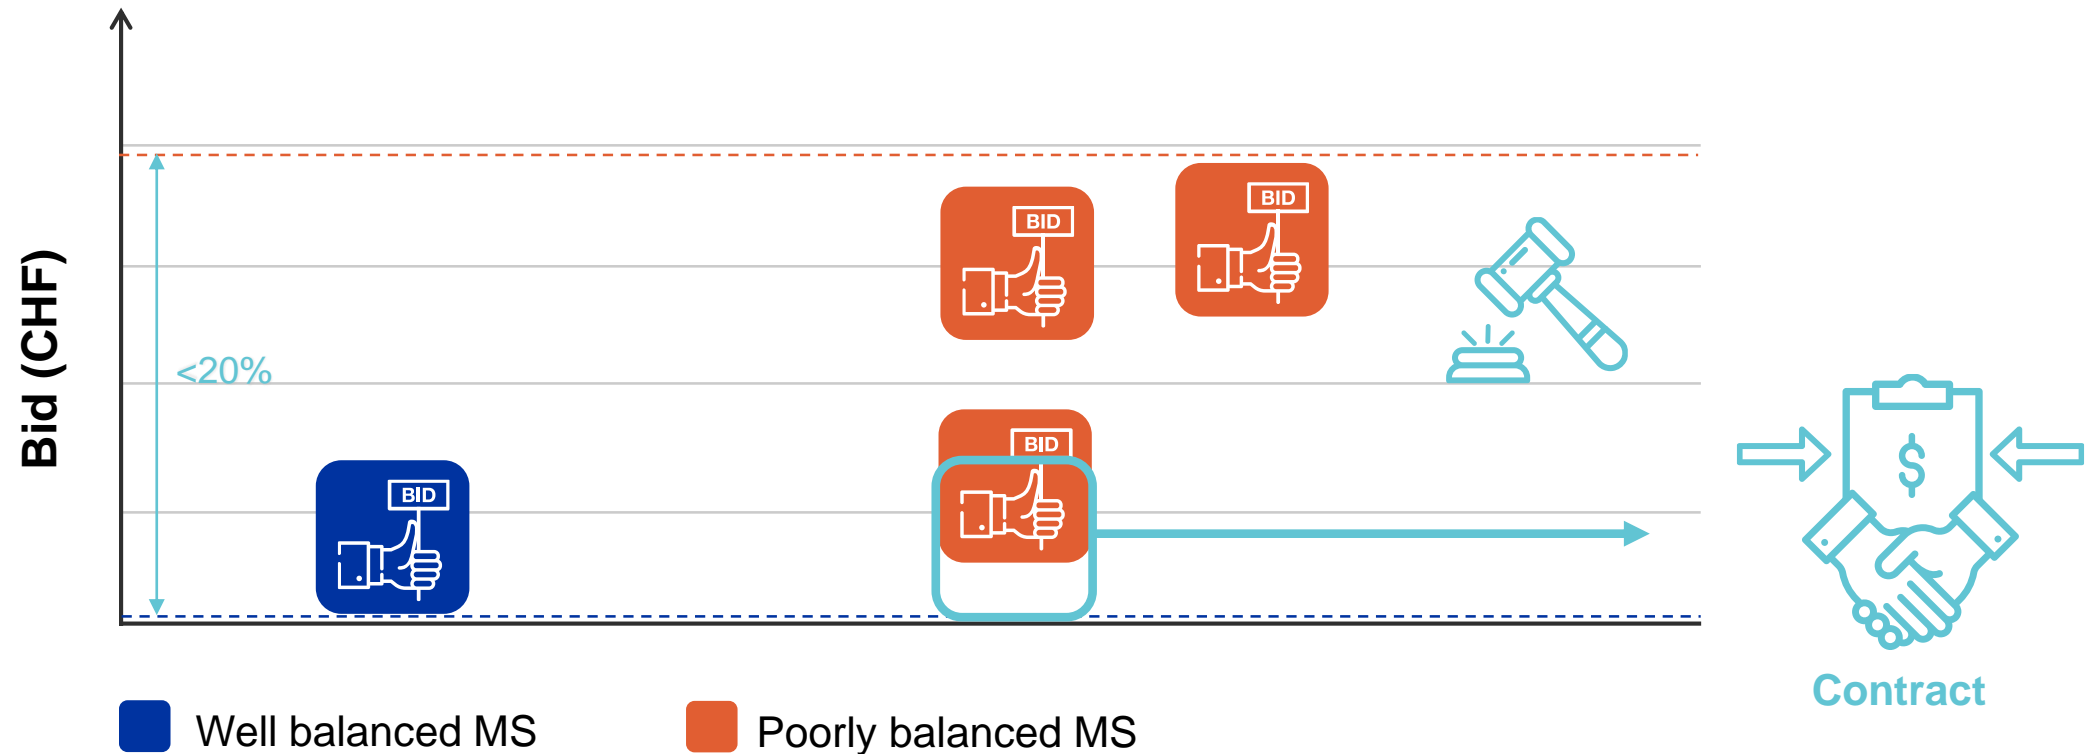 Bid (CHF)
BID
BID
<20%
BID
BID
$
Contract
Well balanced MS
Poorly balanced MS